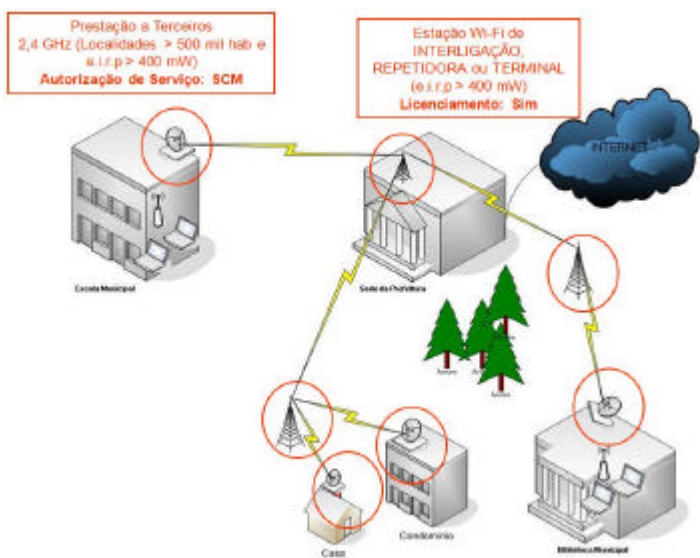 Prestação a Terceiros
2,4 GHz (Localidades > 500 mil hab e
e.i.r.p > 400 mW)
Autorização de Serviço: SCM
Estação Wi-Fi de
INTERLIGAÇÃO,
REPETIDORA ou TERMINAL
(e.i.r.p > 400 mW)
Licenciamento: Sim
INTERNET
Escola Municipal
Sede da Prefeitura
Casa
Condomínio
Biblioteca Municipal